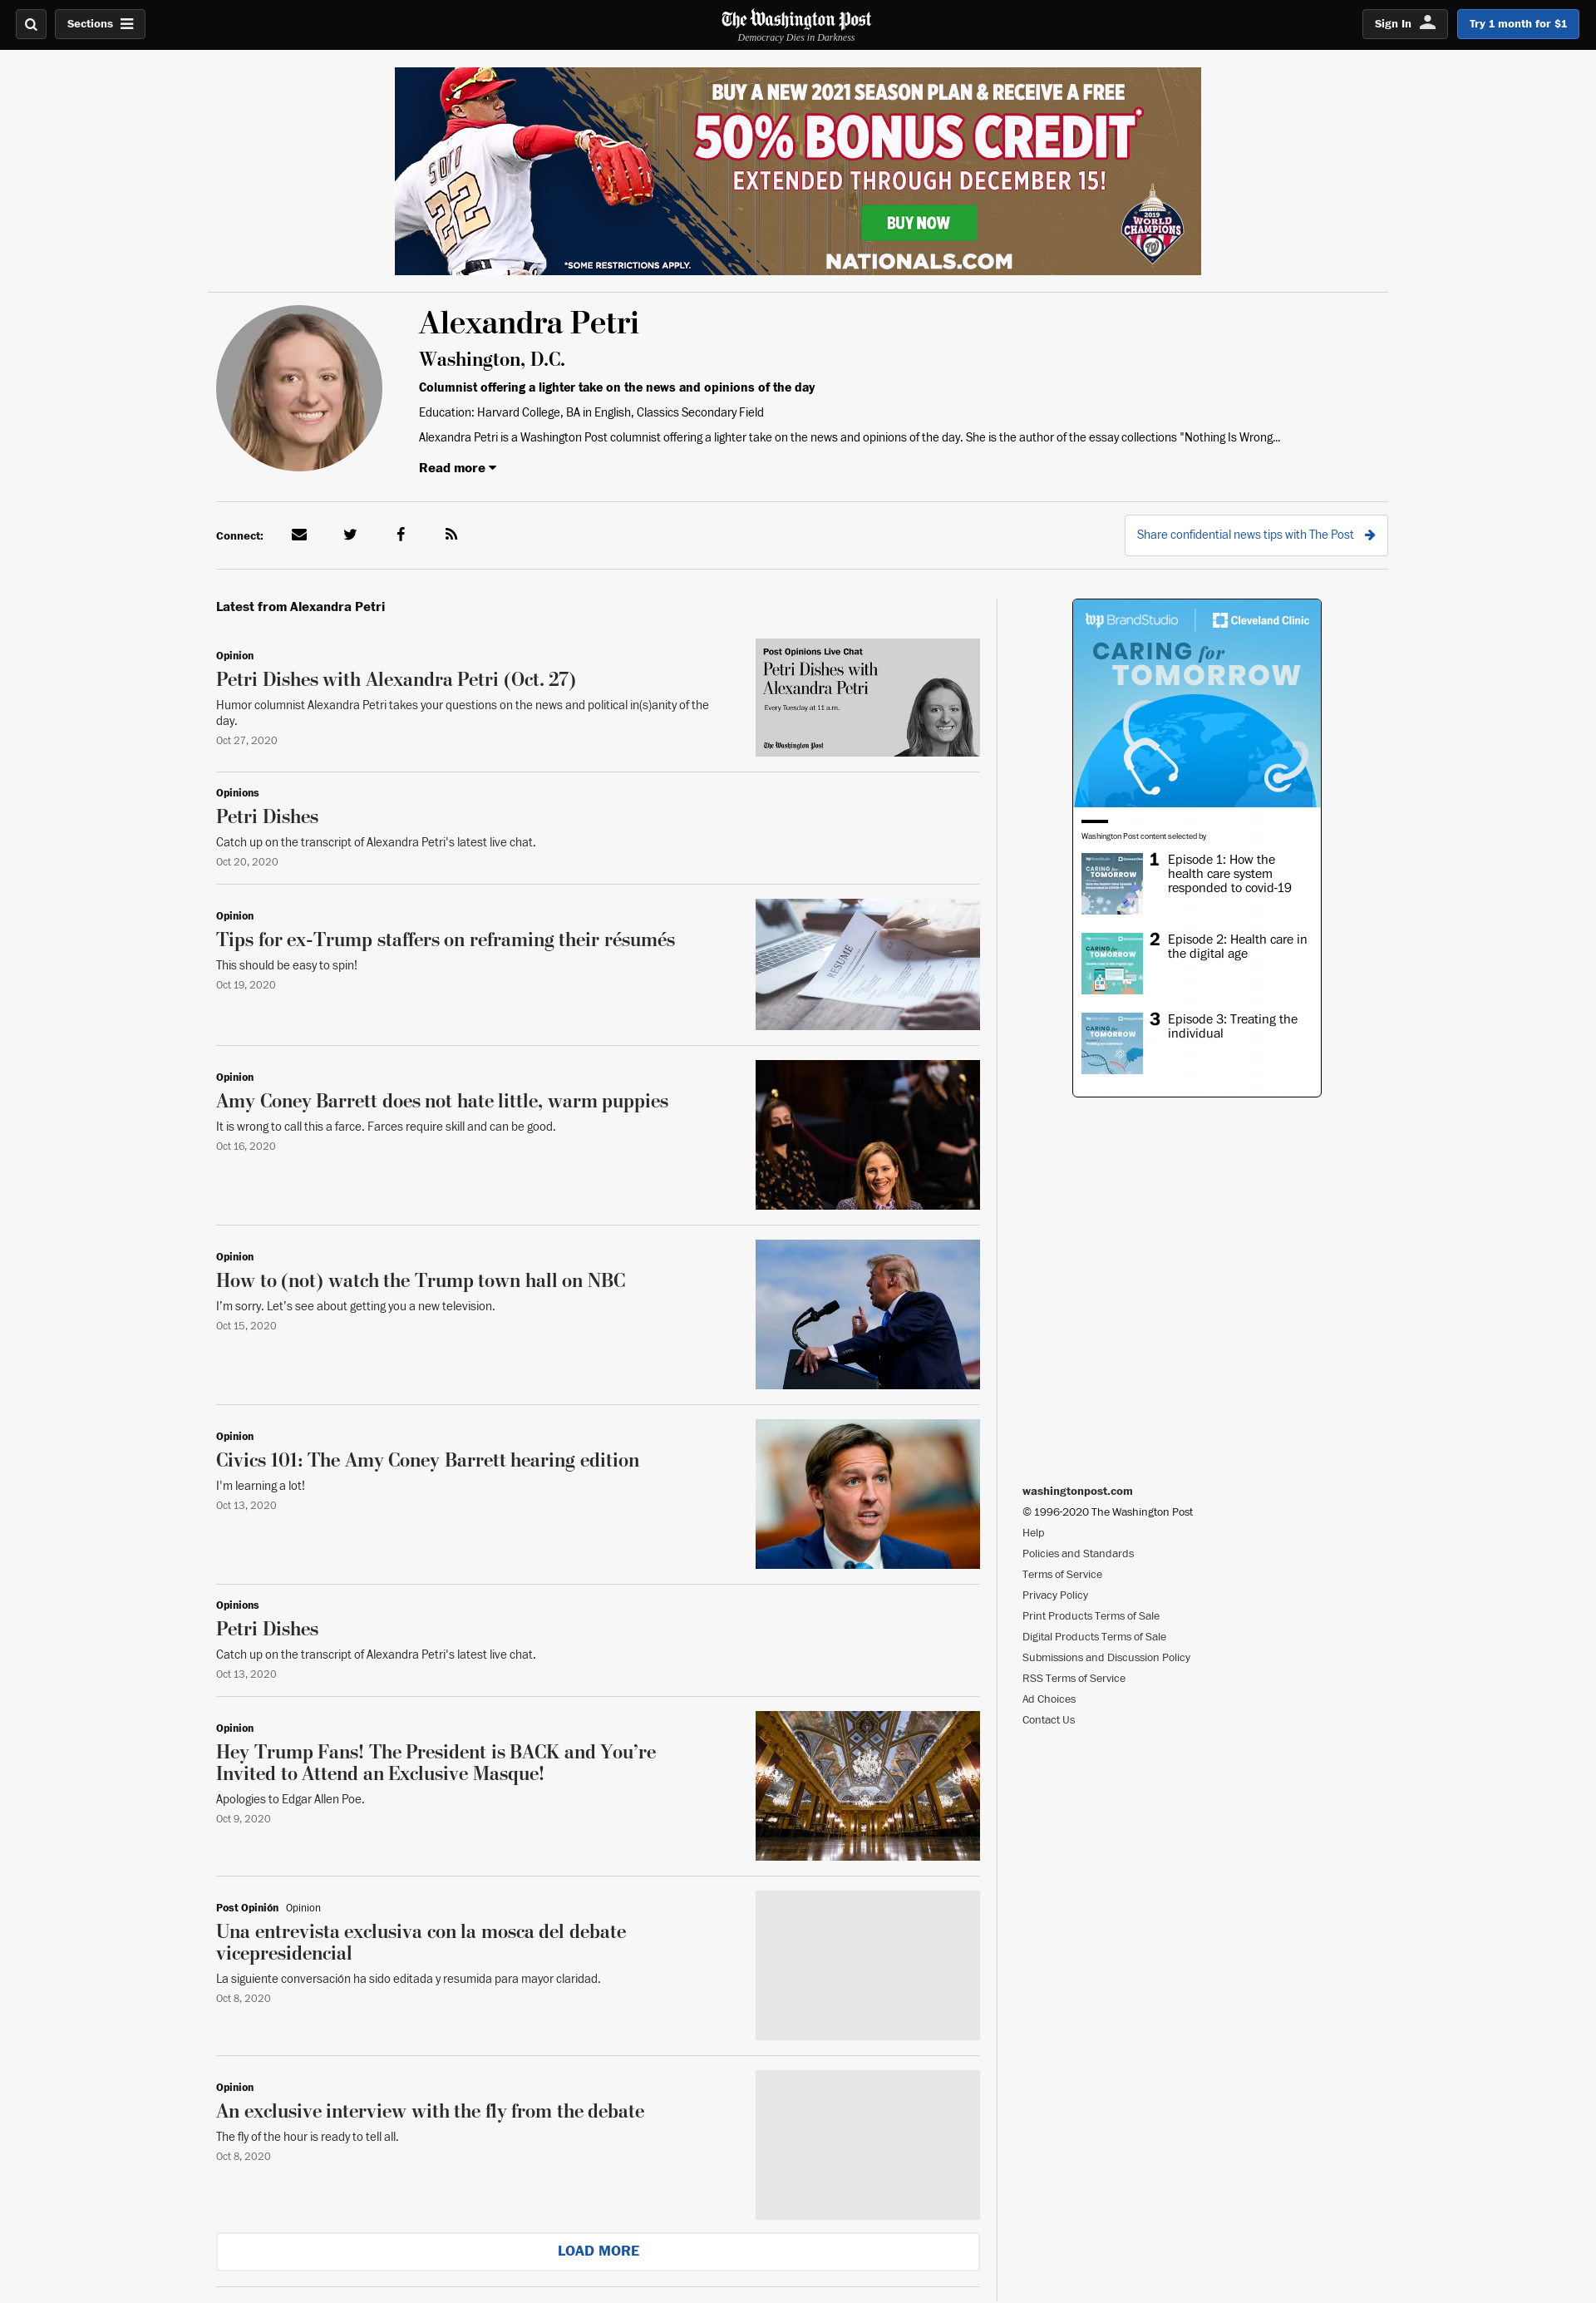 Sections
The Washington Post
Democracy Dies in Darkness
Sign In
Try 1 month for $1
BUY A NEW 2021 SEASON PLAN & RECEIVE A FREE
50% BONUS CREDIT*
EXTENDED THROUGH DECEMBER 15!
BUY NOW
*SOME RESTRICTIONS APPLY.
NATIONALS.COM
SOTO
22
2019
WORLD
CHAMPIONS
W
Alexandra Petri
Washington, D.C.
Columnist offering a lighter take on the news and opinions of the day
Education: Harvard College, BA in English, Classics Secondary Field
Alexandra Petri is a Washington Post columnist offering a lighter take on the news and opinions of the day. She is the author of the essay collections "Nothing Is Wrong...
Read more
Connect:
Share confidential news tips with The Post
Latest from Alexandra Petri
Opinion
Petri Dishes with Alexandra Petri (Oct. 27)
Humor columnist Alexandra Petri takes your questions on the news and political in(s)anity of the
day.
Oct 27, 2020
Post Opinions Live Chat
Petri Dishes with
Alexandra Petri
Every Tuesday at 11 a.m.
The Washington Post
Opinions
Petri Dishes
Catch up on the transcript of Alexandra Petri's latest live chat.
Oct 20, 2020
Opinion
Tips for ex-Trump staffers on reframing their résumés
This should be easy to spin!
Oct 19, 2020
RESUME
Opinion
Amy Coney Barrett does not hate little, warm puppies
It is wrong to call this a farce. Farces require skill and can be good.
Oct 16, 2020
Opinion
How to (not) watch the Trump town hall on NBC
I'm sorry. Let's see about getting you a new television.
Oct 15, 2020
Opinion
Civics 101: The Amy Coney Barrett hearing edition
I'm learning a lot!
Oct 13, 2020
Opinions
Petri Dishes
Catch up on the transcript of Alexandra Petri's latest live chat.
Oct 13, 2020
Opinion
Hey Trump Fans! The President is BACK and You’re
Invited to Attend an Exclusive Masque!
Apologies to Edgar Allen Poe.
Oct 9, 2020
Post Opinión Opinion
Una entrevista exclusiva con la mosca del debate
vicepresidencial
La siguiente conversación ha sido editada y resumida para mayor claridad.
Oct 8, 2020
Opinion
An exclusive interview with the fly from the debate
The fly of the hour is ready to tell all.
Oct 8, 2020
LOAD MORE
wp BrandStudio
Cleveland Clinic
CARING for
TOMORROW
Washington Post content selected by
CARING for
TOMORROW
1 Episode 1: How the
health care system
responded to covid-19
CARING for
TOMORROW
2 Episode 2: Health care in
the digital age
CARING for
TOMORROW
3 Episode 3: Treating the
individual
washingtonpost.com
© 1996-2020 The Washington Post
Help
Policies and Standards
Terms of Service
Privacy Policy
Print Products Terms of Sale
Digital Products Terms of Sale
Submissions and Discussion Policy
RSS Terms of Service
Ad Choices
Contact Us